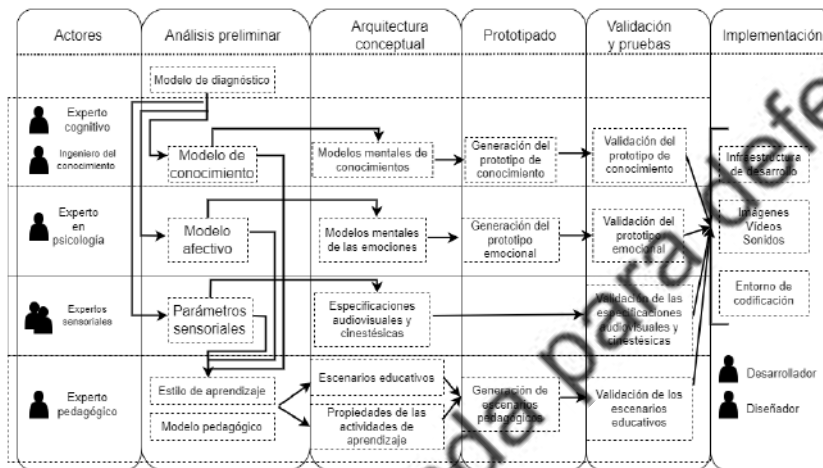 Actores
Análisis preliminar
Arquitectura
conceptual
Prototipado
Validación
y pruebas
Implementación
Modelo de diagnóstico
Experto
cognitivo
Ingeniero del
conocimiento
Modelo de
conocimiento
Modelos mentales de
conocimientos
Generación del
prototipo de
conocimiento
Validación del
prototipo de
conocimiento
Infraestructura
de desarrollo
Experto
en
psicología
Modelo
afectivo
Modelos mentales
de las emociones
Generación del
prototipo
emocional
Validación del
prototipo
emocional
Imágenes
Vídeos
Sonidos
Expertos
sensoriales
Parámetros
sensoriales
Especificaciones
audiovisuales y
cinestésicas
Validación de las
especificaciones
audiovisuales y
cinestésicas
Entorno de
codificación
Experto
pedagógico
Estilo de aprendizaje
Modelo pedagógico
Escenarios educativos
Propiedades de las
actividades de
aprendizaje
Generación de
escenarios
pedagógicos
Validación de los
escenarios
educativos
Desarrollador
Diseñador
para